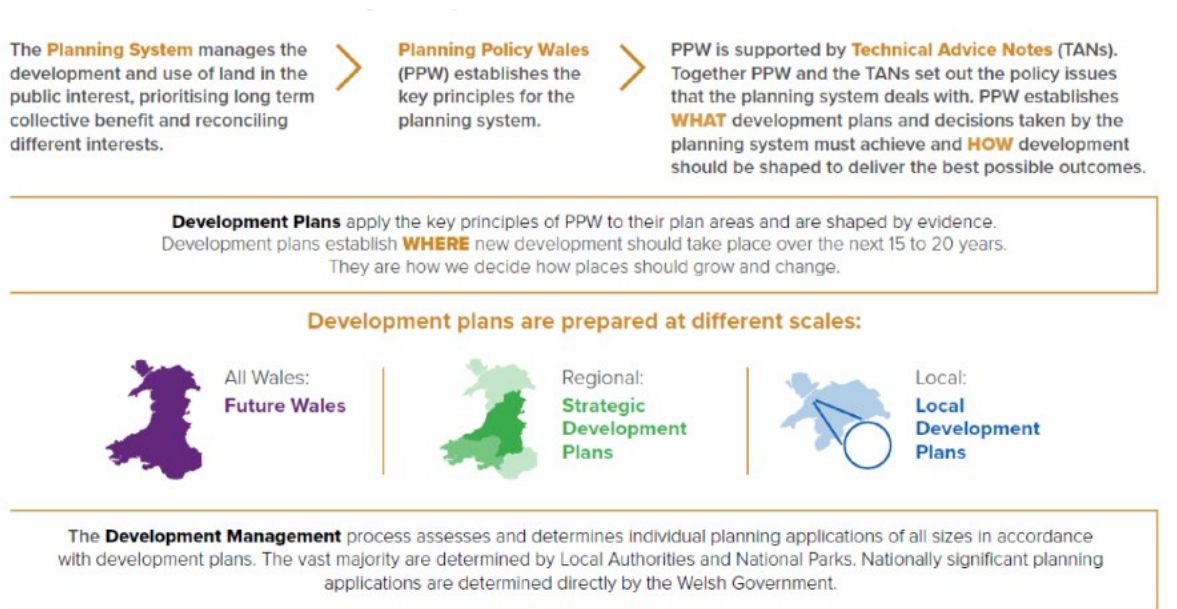 The Planning System manages the
development and use of land in the
public interest, prioritising long term
collective benefit and reconciling
different interests.
Planning Policy Wales
(PPW) establishes the
key principles for the
planning system.
PPW is supported by Technical Advice Notes (TANs).
Together PPW and the TANs set out the policy issues
that the planning system deals with. PPW establishes
WHAT development plans and decisions taken by the
planning system must achieve and HOW development
should be shaped to deliver the best possible outcomes.
Development Plans apply the key principles of PPW to their plan areas and are shaped by evidence.
Development plans establish WHERE new development should take place over the next 15 to 20 years.
They are how we decide how places should grow and change.
Development plans are prepared at different scales:
All Wales:
Future Wales
Regional:
Strategic
Development
Plans
Local:
Local
Development
Plans
The Development Management process assesses and determines individual planning applications of all sizes in accordance
with development plans. The vast majority are determined by Local Authorities and National Parks. Nationally significant planning
applications are determined directly by the Welsh Government.